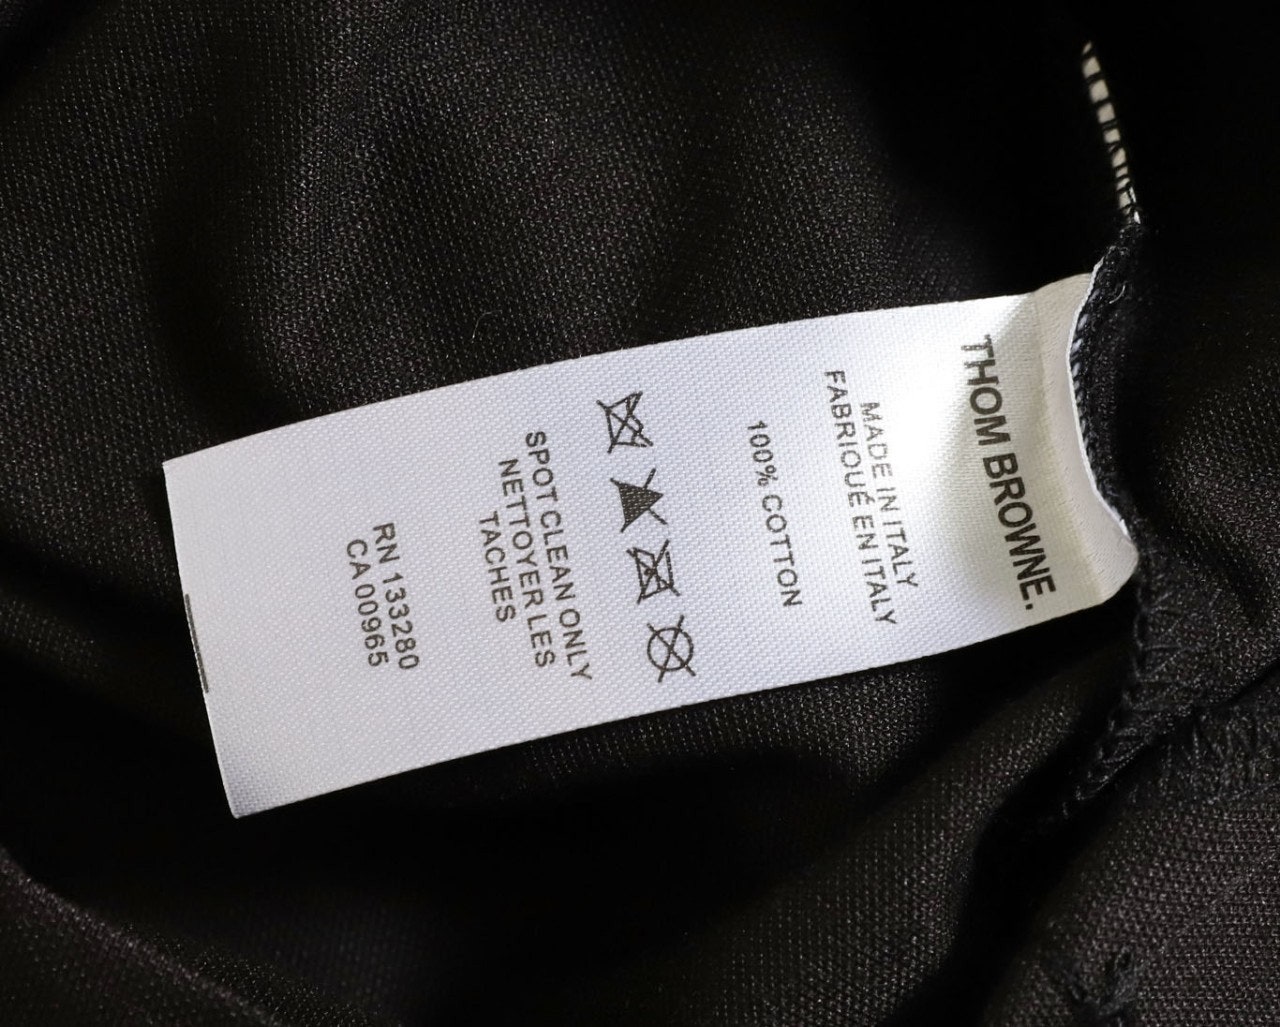 THOM BROWNE.
MADE IN ITALY
FABRIQUÉ EN ITALY
100% COTTON
SPOT CLEAN ONLY
NETTOYER LES
TACHES
RN 133280
CA 00965